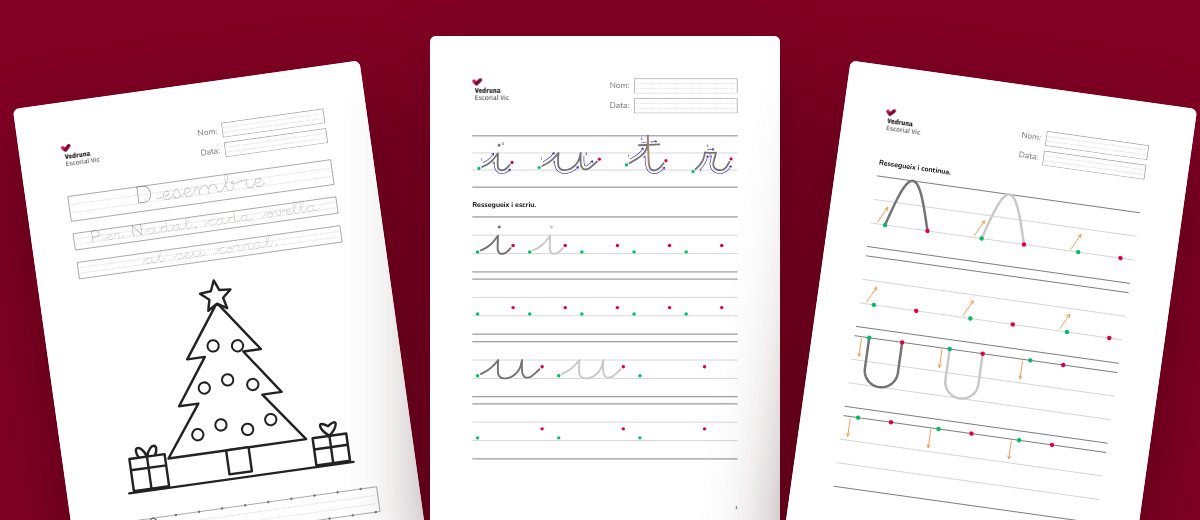 Vedruna
Escorial Vic
Nom:
Data:
Desembre
Per Nadal, cada ovella
al seu corral.
Vedruna
Escorial Vic
Nom:
Data:
i u t r
Ressegueix i escriu.
i i
u u
1
Vedruna
Escorial Vic
Nom:
Data:
Ressegueix i continua.